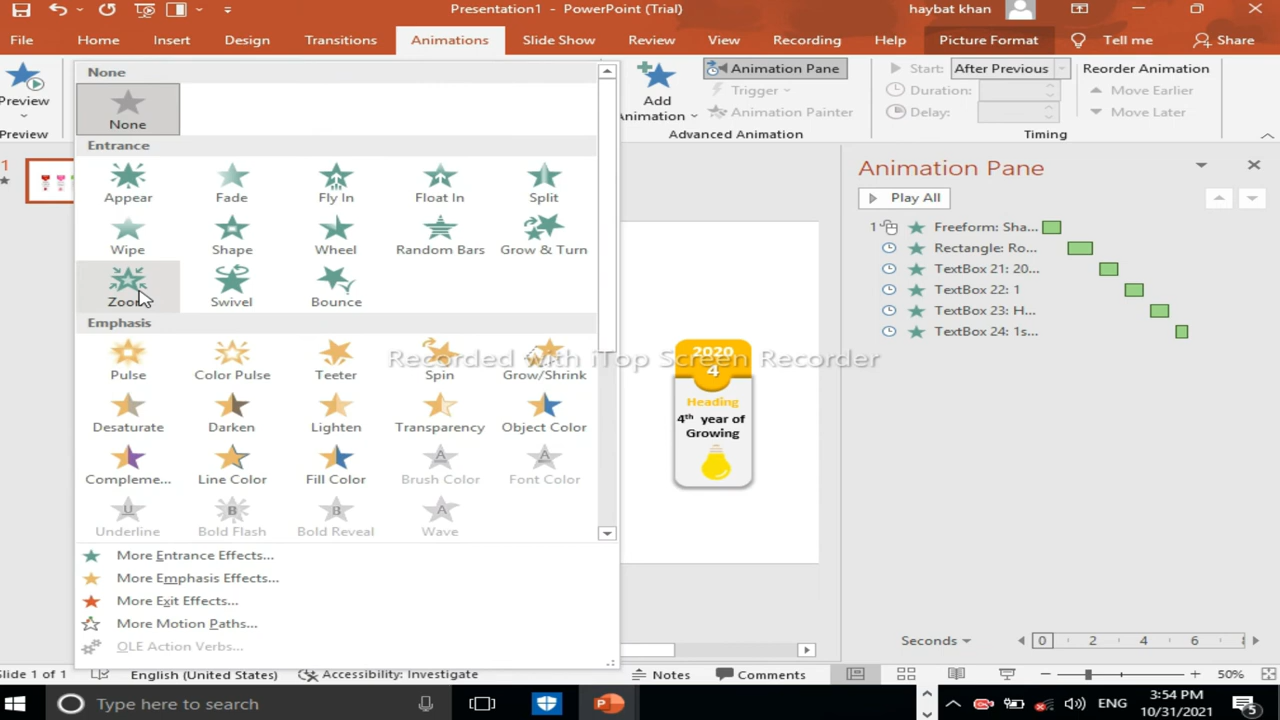 Presentation1 - PowerPoint (Trial)
haybat khan
File Home Insert Design Transitions Animations Slide Show Review View Recording Help Picture Format Tell me Share
Preview
Preview
Add
Animation
Animation Pane
Trigger
Animation Painter
Advanced Animation
Start: After Previous
Duration:
Delay:
Reorder Animation
Move Earlier
Move Later
Timing
None
None
Entrance
Appear Fade Fly In Float In Split
Wipe Shape Wheel Random Bars Grow & Turn
Zoom Swivel Bounce
Emphasis
Pulse Color Pulse Teeter Spin Grow/Shrink
Desaturate Darken Lighten Transparency Object Color
Compleme... Line Color Fill Color Brush Color Font Color
Underline Bold Flash Bold Reveal Wave
More Entrance Effects...
More Emphasis Effects...
More Exit Effects...
More Motion Paths...
OLE Action Verbs...
1
Recorded with iTop Screen Recorder
2020
4
Heading
4th year of
Growing
Animation Pane
Play All
1 Freeform: Sha...
Rectangle: Ro...
TextBox 21: 20...
TextBox 22: 1
TextBox 23: H...
TextBox 24: 1s...
Seconds 0 2 4 6
Slide 1 of 1 English (United States) Accessibility: Investigate Notes Comments 50%
Type here to search
ENG
3:54 PM
10/31/2021
5